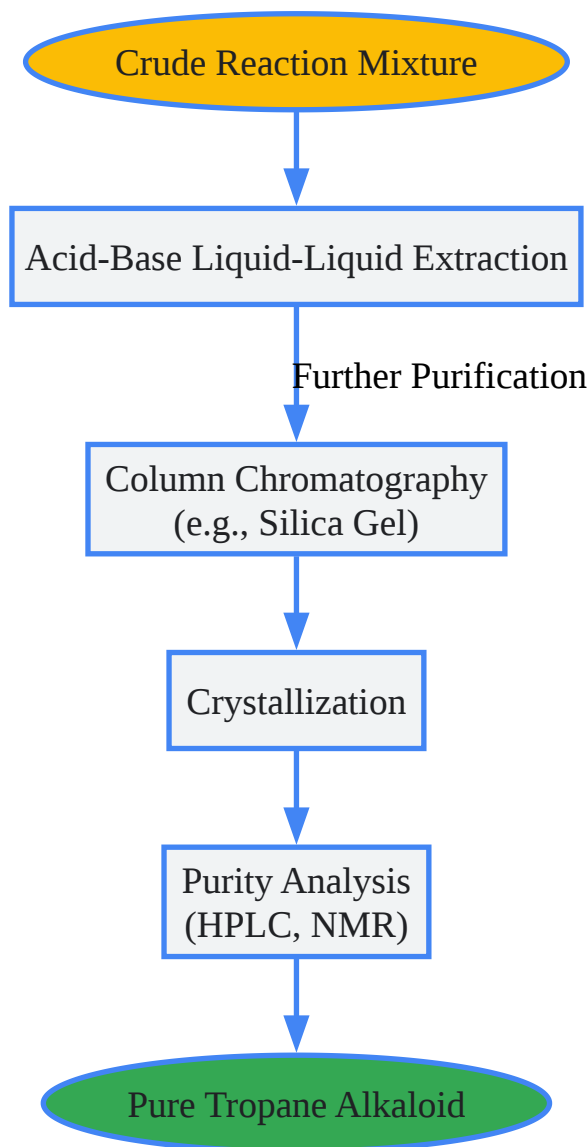 Crude Reaction Mixture
Acid-Base Liquid-Liquid Extraction
Further Purification
Column Chromatography
(e.g., Silica Gel)
Crystallization
Purity Analysis
(HPLC, NMR)
Pure Tropane Alkaloid